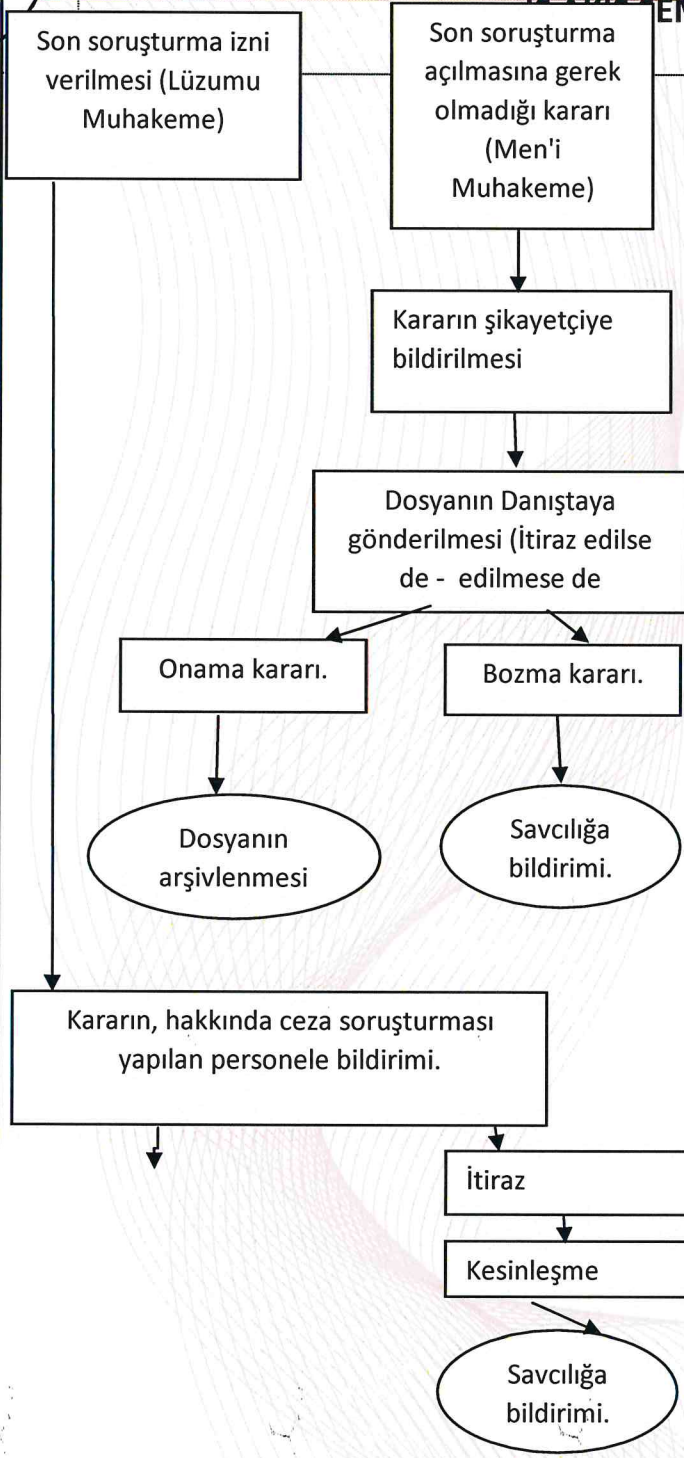 Son soruşturma izni
verilmesi (Lüzumu
Muhakeme)
Son soruşturma
açılmasına gerek
olmadığı kararı
(Men'i
Muhakeme)
Kararın şikayetçiye
bildirilmesi
Dosyanın Danıştaya
gönderilmesi (İtiraz edilse
de - edilmese de
Onama kararı.
Bozma kararı.
Dosyanın
arşivlenmesi
Savcılığa
bildirimi.
Kararın, hakkında ceza soruşturması
yapılan personele bildirimi.
İtiraz
Kesinleşme
Savcılığa
bildirimi.